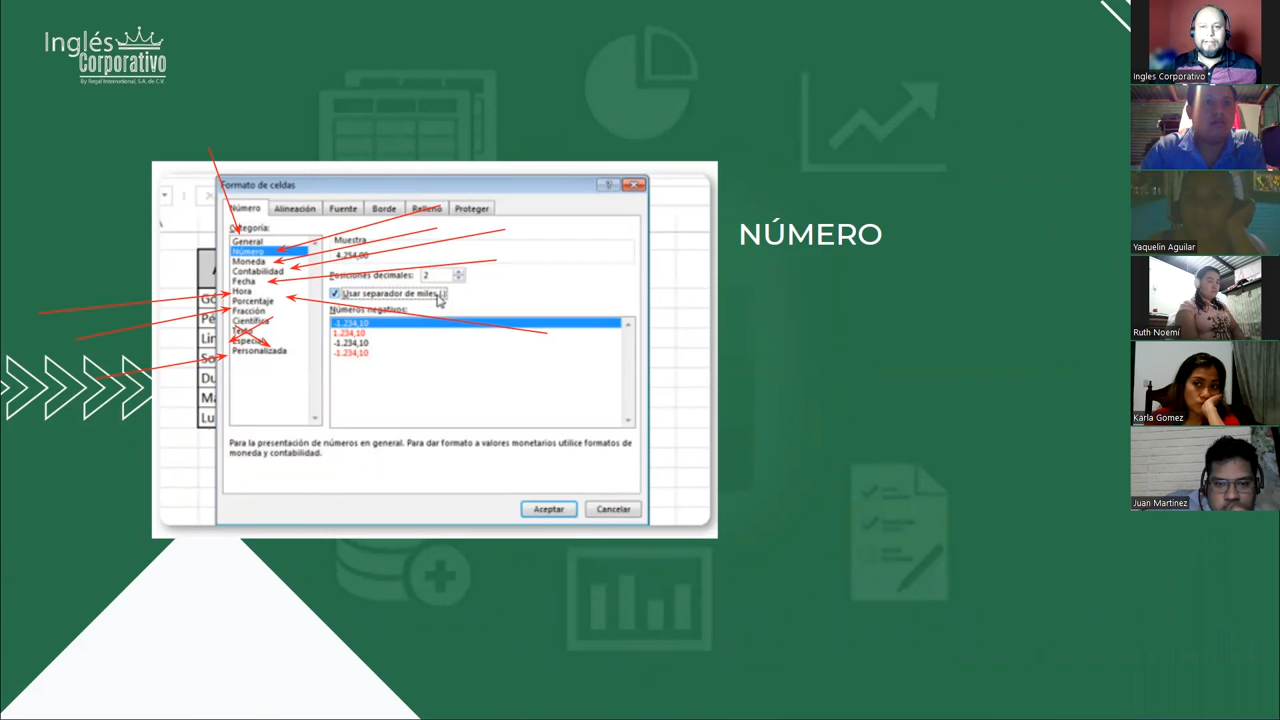 Inglés
Corporativo
By Regal International, S.A. de C.V.
NÚMERO
Formato de celdas
Número Alineación Fuente Borde Relleno Proteger
Categoría:
General
Número
Moneda
Contabilidad
Fecha
Hora
Porcentaje
Fracción
Científica
Texto
Especial
Personalizada
Muestra
4.254,00
Posiciones decimales: 2
Usar separador de miles (.)
Números negativos:
-1.234,10
1.234,10
-1.234,10
-1.234,10
Para la presentación de números en general. Para dar formato a valores monetarios utilice formatos de
moneda y contabilidad.
Aceptar Cancelar
Ingles Corporativo
Yaquelin Aguilar
Ruth Noemí
Karla Gomez
Juan Martinez